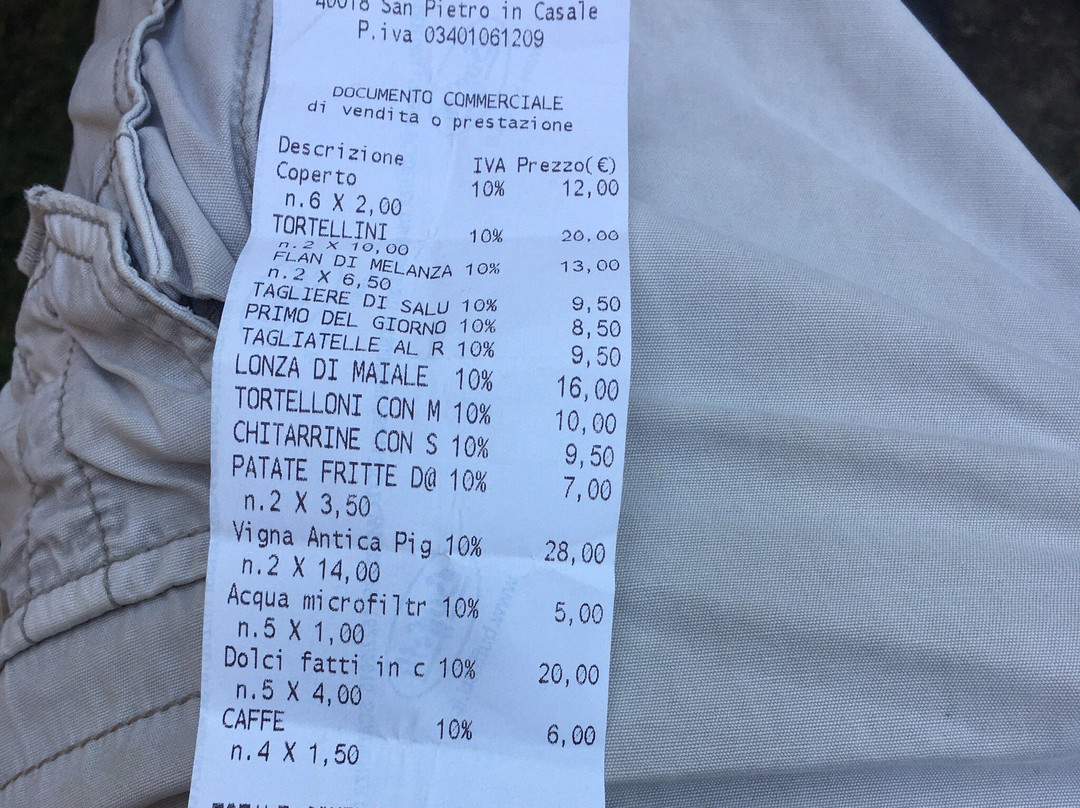 40018 San Pietro in Casale
P.iva 03401061209
DOCUMENTO COMMERCIALE
di vendita o prestazione
Descrizione IVA Prezzo(€)
Coperto 10% 12,00
n.6 X 2,00
TORTELLINI 10% 20,00
n.2 X 10,00
FLAN DI MELANZA 10% 13,00
n.2 X 6,50
TAGLIERE DI SALU 10% 9,50
PRIMO DEL GIORNO 10% 8,50
TAGLIATELLE AL R 10% 9,50
LONZA DI MAIALE 10% 16,00
TORTELLONI CON M 10% 10,00
CHITARRINE CON S 10% 9,50
PATATE FRITTE D@ 10% 7,00
n.2 X 3,50
Vigna Antica Pig 10% 28,00
n.2 X 14,00
Acqua microfiltr 10% 5,00
n.5 X 1,00
Dolci fatti in c 10% 20,00
n.5 X 4,00
CAFFE 10% 6,00
n.4 X 1,50